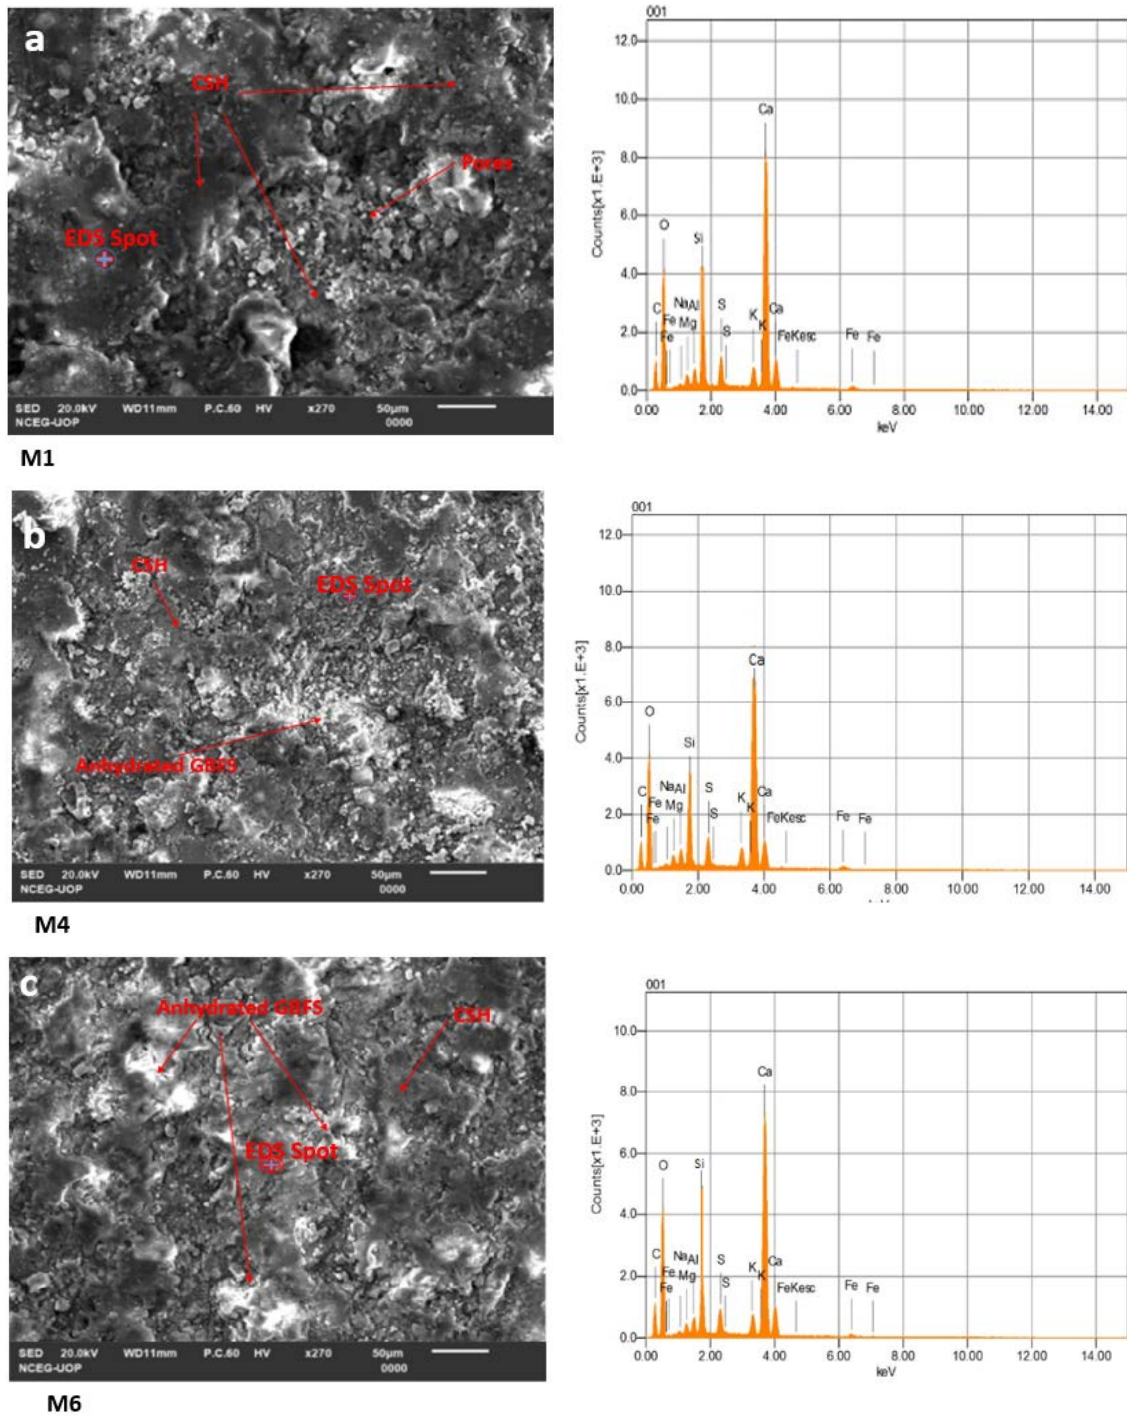 a
CSH
Pores
EDS Spot
SED 20.0kV WD11mm P.C.60 HV x270 50µm
NCEG-UOP 0000
M1
001
12.0
10.0
8.0
6.0
4.0
2.0
0.0
Counts[x1.E+3]
Ca
O
Si
C
Fe
Fe
Na
Al
Mg
S
S
K
K
Ca
FeKesc
Fe
Fe
0.00 2.00 4.00 6.00 8.00 10.00 12.00 14.00
keV
b
CSH
EDS Spot
Anhydrated GBFS
SED 20.0kV WD11mm P.C.60 HV x270 50µm
NCEG-UOP 0000
M4
001
12.0
10.0
8.0
6.0
4.0
2.0
0.0
Counts[x1.E+3]
Ca
O
Si
C
Fe
Fe
Na
Al
Mg
S
S
K
K
Ca
FeKesc
Fe
Fe
0.00 2.00 4.00 6.00 8.00 10.00 12.00 14.00
c
Anhydrated GBFS
CSH
EDS Spot
SED 20.0kV WD11mm P.C.60 HV x270 50µm
NCEG-UOP 0000
M6
001
10.0
8.0
6.0
4.0
2.0
0.0
Counts[x1.E+3]
Ca
O
Si
C
Fe
Fe
Na
Al
Mg
S
S
K
K
Ca
FeKesc
Fe
Fe
0.00 2.00 4.00 6.00 8.00 10.00 12.00 14.00
keV